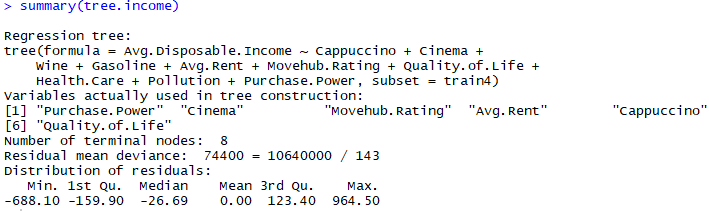 > summary(tree.income)
Regression tree:
tree(formula = Avg.Disposable.Income ~ Cappuccino + Cinema +
    Wine + Gasoline + Avg.Rent + Movehub.Rating + Quality.of.Life +
    Health.Care + Pollution + Purchase.Power, subset = train4)
Variables actually used in tree construction:
[1] "Purchase.Power"  "Cinema"          "Movehub.Rating"  "Avg.Rent"        "Cappuccino"
[6] "Quality.of.Life"
Number of terminal nodes:  8
Residual mean deviance:  74400 = 10640000 / 143
Distribution of residuals:
   Min. 1st Qu.  Median    Mean 3rd Qu.    Max.
-688.10 -159.90  -26.69    0.00  123.40  964.50